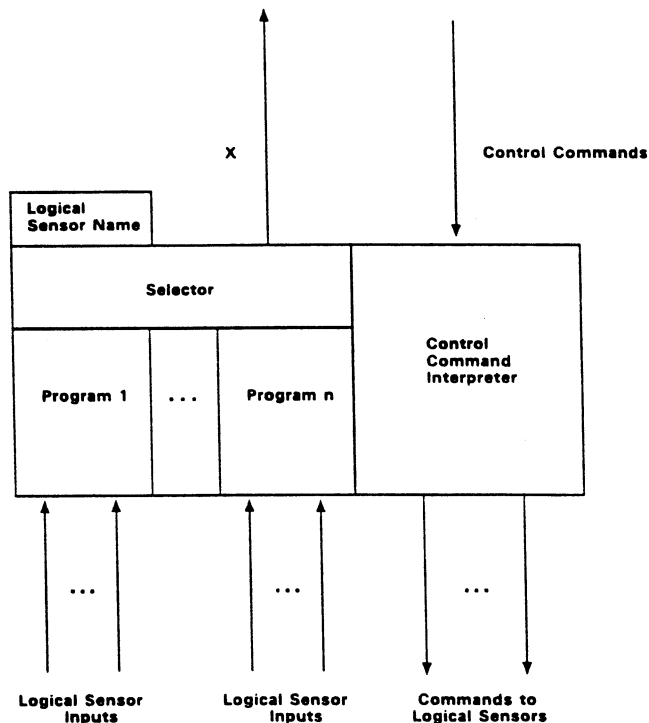 X
Control Commands
Logical
Sensor Name
Selector
Control
Command
Interpreter
Program 1
...
Program n
...
...
...
Logical Sensor
Inputs
Logical Sensor
Inputs
Commands to
Logical Sensors